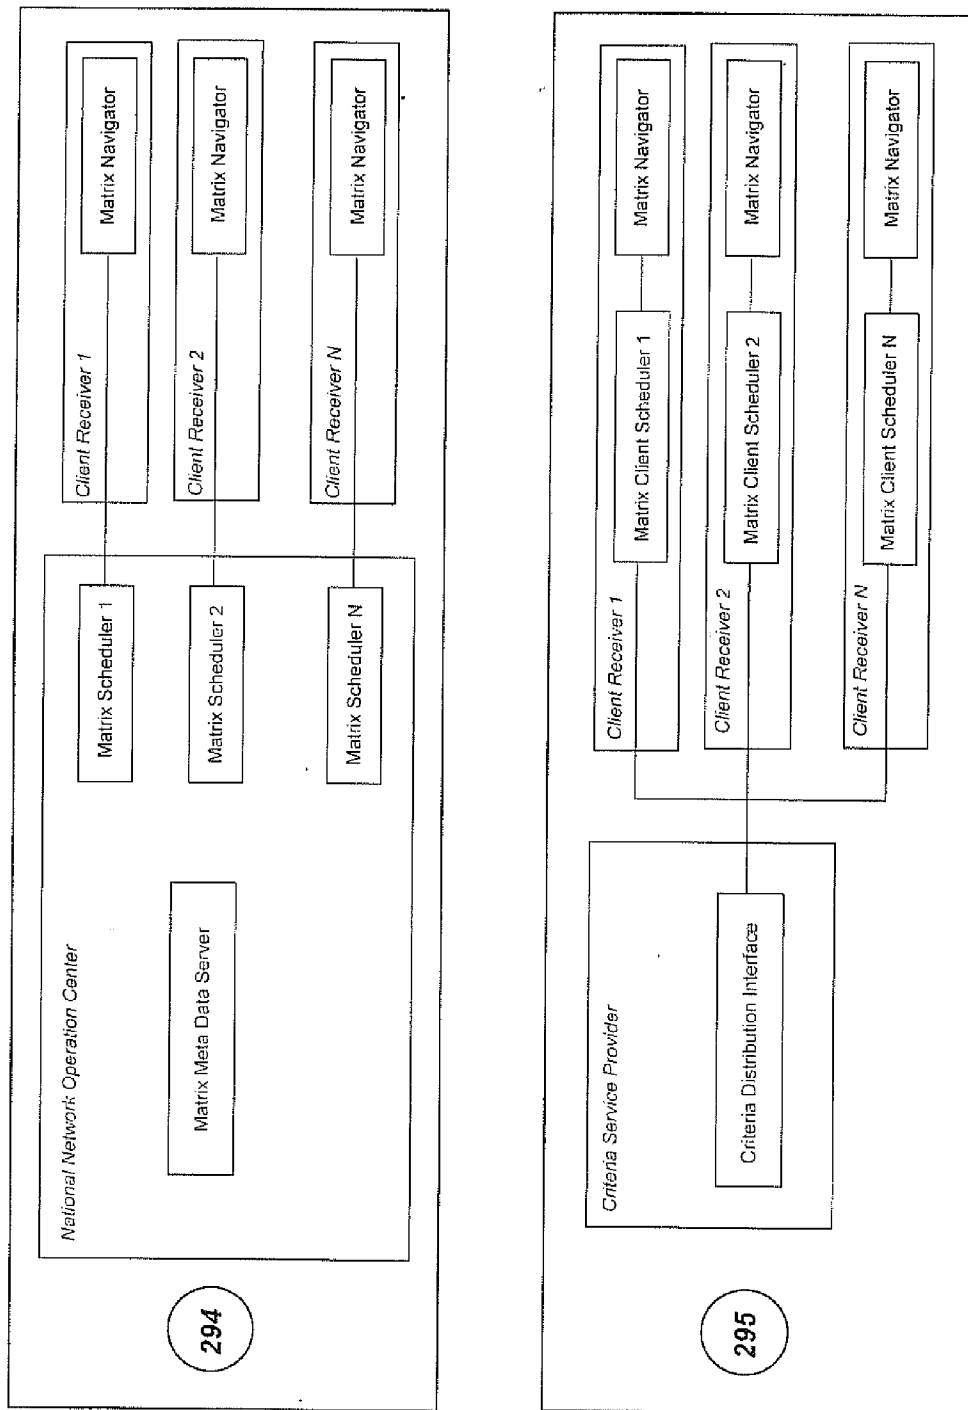 294
National Network Operation Center
Matrix Meta Data Server
Matrix Scheduler 1
Matrix Scheduler 2
Matrix Scheduler N
Client Receiver 1
Matrix Navigator
Client Receiver 2
Matrix Navigator
Client Receiver N
Matrix Navigator
295
Criteria Service Provider
Criteria Distribution Interface
Client Receiver 1
Matrix Client Scheduler 1
Matrix Navigator
Client Receiver 2
Matrix Client Scheduler 2
Matrix Navigator
Client Receiver N
Matrix Client Scheduler N
Matrix Navigator